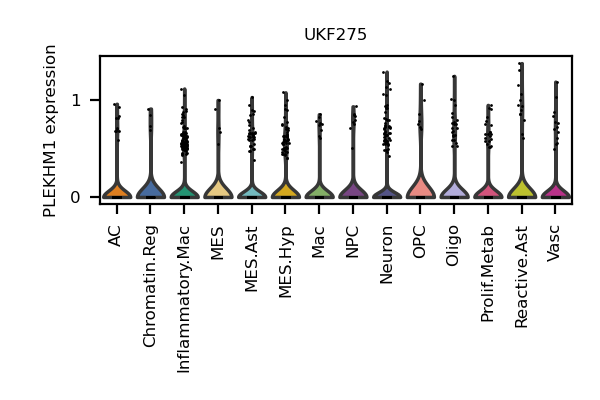 UKF275
PLEKHM1 expression
1
0
AC
Chromatin.Reg
Inflammatory.Mac
MES
MES.Ast
MES.Hyp
Mac
NPC
Neuron
OPC
Oligo
Prolif.Metab
Reactive.Ast
Vasc